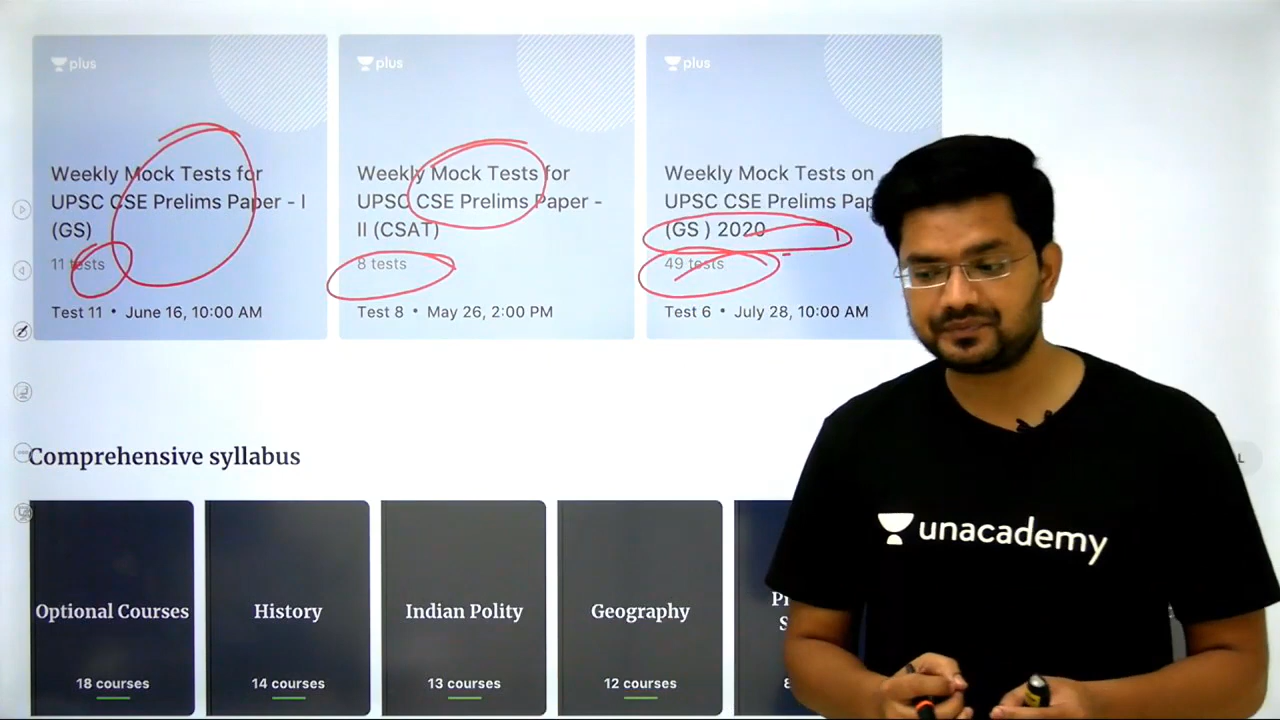 plus
Weekly Mock Tests for
UPSC CSE Prelims Paper - I
(GS)
11 tests
Test 11 • June 16, 10:00 AM
plus
Weekly Mock Tests for
UPSC CSE Prelims Paper -
II (CSAT)
8 tests
Test 8 • May 26, 2:00 PM
plus
Weekly Mock Tests on
UPSC CSE Prelims Pap
(GS ) 2020
49 tests
Test 6 • July 28, 10:00 AM
Comprehensive syllabus
L
Optional Courses
18 courses
History
14 courses
Indian Polity
13 courses
Geography
12 courses
unacademy